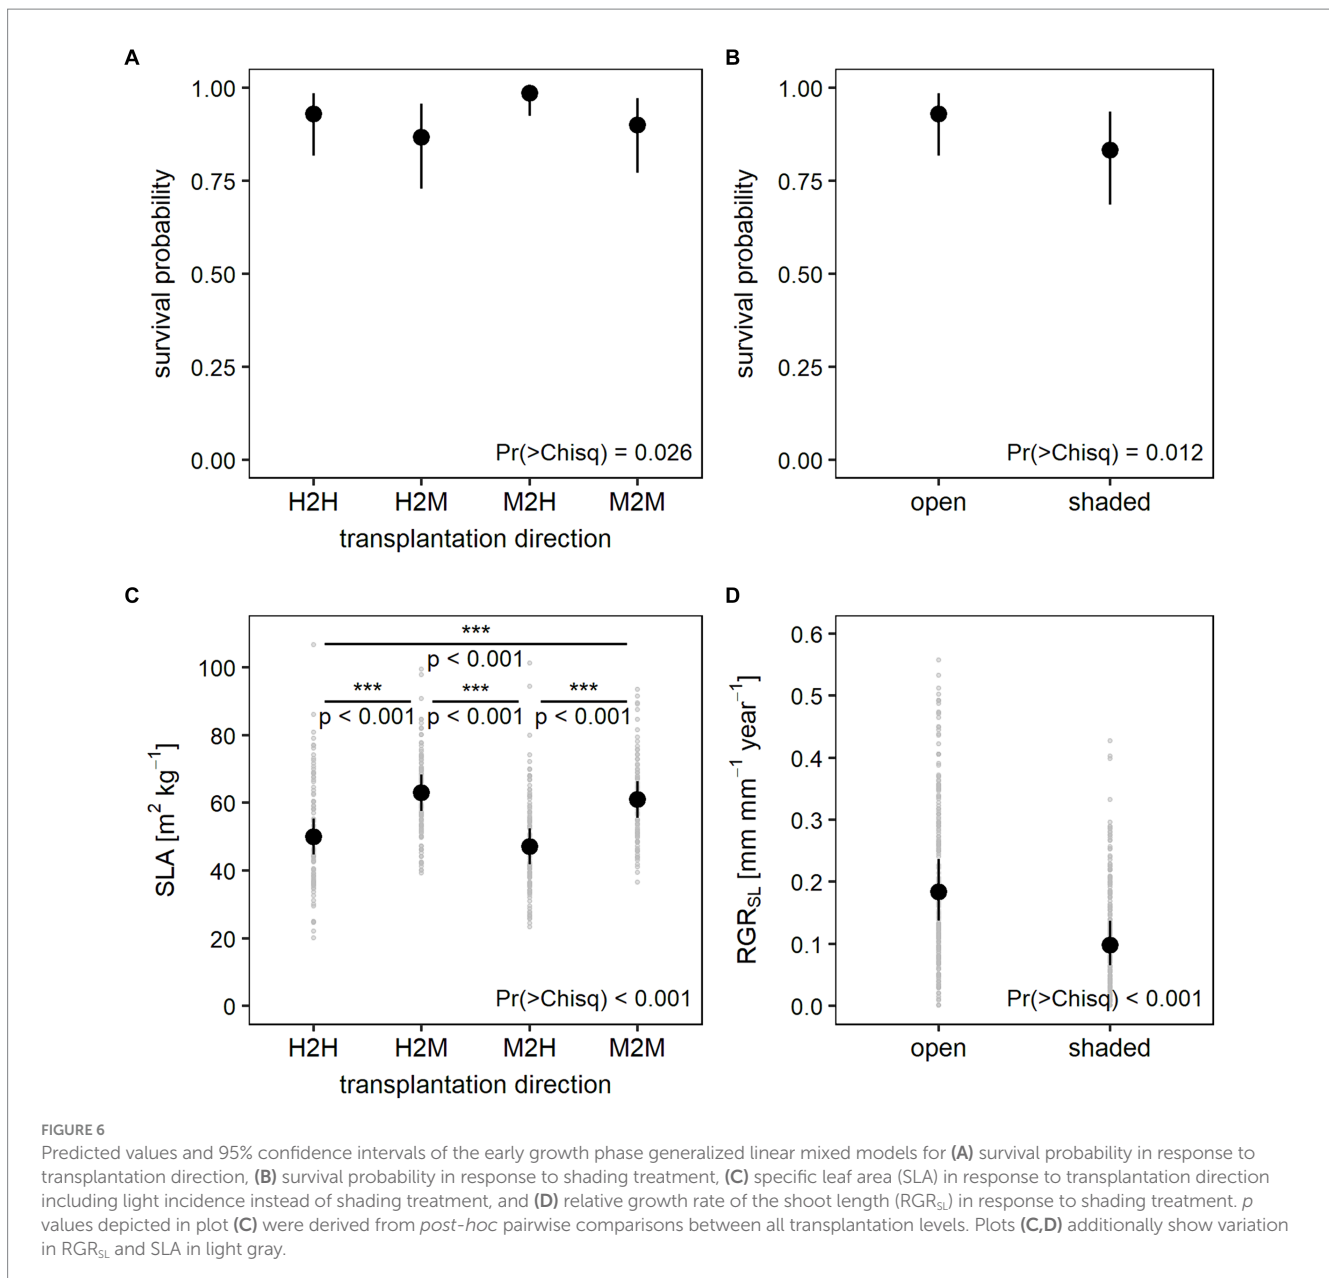 A
1.00
0.75
0.50
0.25
0.00
survival probability
Pr(>Chisq) = 0.026
H2H H2M M2H M2M
transplantation direction
B
1.00
0.75
0.50
0.25
0.00
survival probability
Pr(>Chisq) = 0.012
open shaded
C
100
80
60
40
20
0
SLA [m² kg⁻¹]
***
p < 0.001
*** *** ***
p < 0.001 p < 0.001 p < 0.001
Pr(>Chisq) < 0.001
H2H H2M M2H M2M
transplantation direction
D
0.6
0.5
0.4
0.3
0.2
0.1
0.0
RGR_SL [mm mm⁻¹ year⁻¹]
Pr(>Chisq) < 0.001
open shaded
FIGURE 6
Predicted values and 95% confidence intervals of the early growth phase generalized linear mixed models for (A) survival probability in response to
transplantation direction, (B) survival probability in response to shading treatment, (C) specific leaf area (SLA) in response to transplantation direction
including light incidence instead of shading treatment, and (D) relative growth rate of the shoot length (RGR_SL) in response to shading treatment. p
values depicted in plot (C) were derived from post-hoc pairwise comparisons between all transplantation levels. Plots (C,D) additionally show variation
in RGR_SL and SLA in light gray.